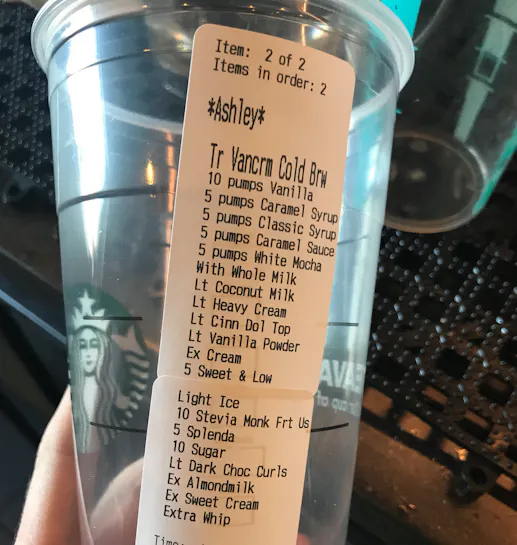 Item: 2 of 2
Items in order: 2
*Ashley*
Tr Vancrm Cold Brw
10 pumps Vanilla
5 pumps Caramel Syrup
5 pumps Classic Syrup
5 pumps Caramel Sauce
5 pumps White Mocha
With Whole Milk
Lt Coconut Milk
Lt Heavy Cream
Lt Cinn Dol Top
Lt Vanilla Powder
Ex Cream
5 Sweet & Low
Light Ice
10 Stevia Monk Frt Us
5 Splenda
10 Sugar
Lt Dark Choc Curls
Ex Almondmilk
Ex Sweet Cream
Extra Whip